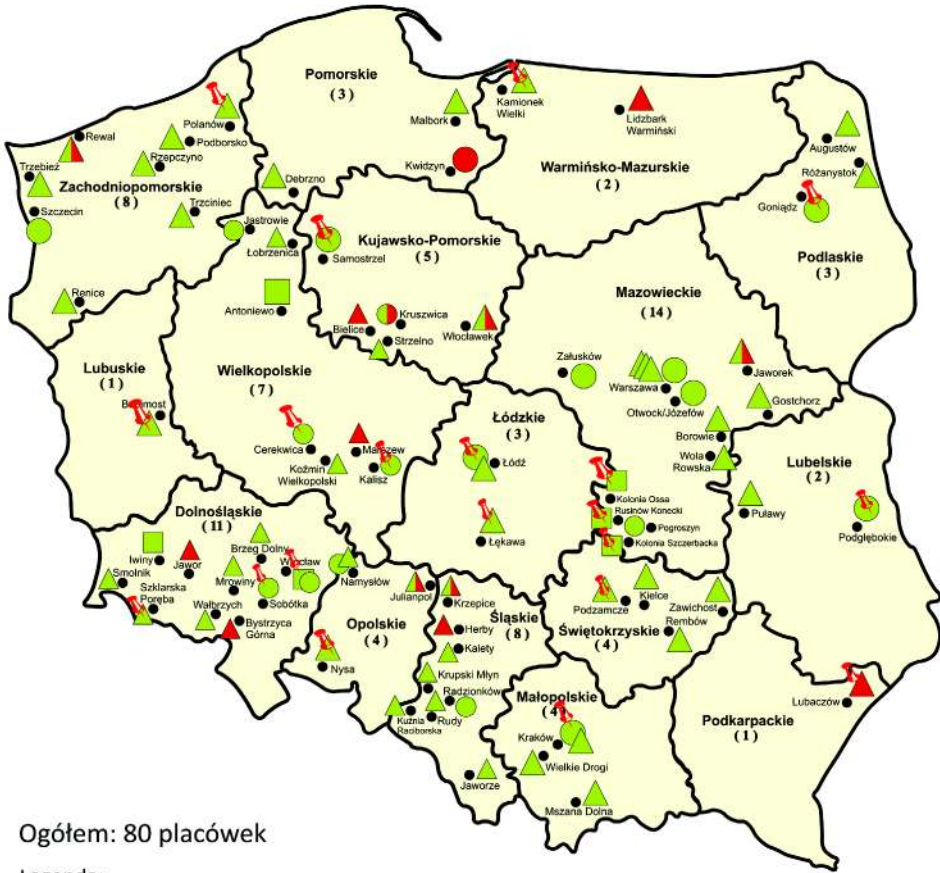 Pomorskie
(3)
Malbork
Kwidzyn
Debrzno
Kamionek
Wielki
Lidzbark
Warmiński
Warmińsko-Mazurskie
(2)
Augustów
Różanystok
Goniądz
Podlaskie
(3)
Polanów
Rewal
Podborsko
Trzebież
Rzepczyno
Zachodniopomorskie
(8)
Szczecin
Trzciniec
Renice
Jastrowie
Łobrzenica
Samostrzel
Kujawsko-Pomorskie
(5)
Antoniewo
Bielice
Kruszwica
Strzelno
Włocławek
Mazowieckie
(14)
Załusków
Warszawa
Otwock/Józefów
Jaworek
Gostchorz
Borowie
Wola
Rowska
Lubuskie
(1)
Wielkopolskie
(7)
Cerekwica
Koźmin
Wielkopolski
Kalisz
Łódzkie
(3)
Łódź
Łękawa
Kolonia Ossa
Rusinów Konecki
Pogroszyn
Kolonia Szczerbacka
Lubelskie
(2)
Puławy
Podgłębokie
Dolnośląskie
(11)
Iwiny
Jawor
Brzeg Dolny
Wrocław
Smolnik
Szklarska
Poręba
Mrowiny
Sobótka
Wałbrzych
Bystrzyca
Górna
Namysłów
Opolskie
(4)
Nysa
Julianpol
Krzepice
Śląskie
(8)
Herby
Kalety
Krupski Młyn
Radzionków
Kuźnia
Raciborska
Rudy
Jaworze
Podzamcze
Kielce
Zawichost
Rembów
Świętokrzyskie
(4)
Małopolskie
(4)
Kraków
Wielkie Drogi
Mszana Dolna
Lubaczów
Podkarpackie
(1)
Ogółem: 80 placówek